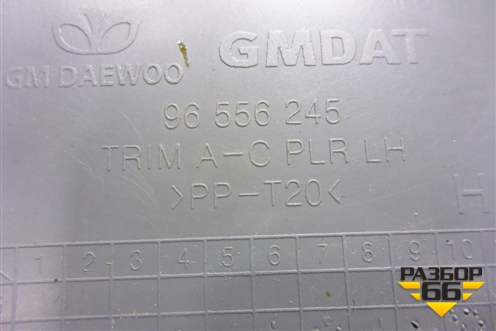 GM DAEWOO GMDAT
96 556 245
TRIM A-C PLR LH
>PP-T20<
H
1 2 3 4 5 6 7 8 9 10
РАЗБОР
66